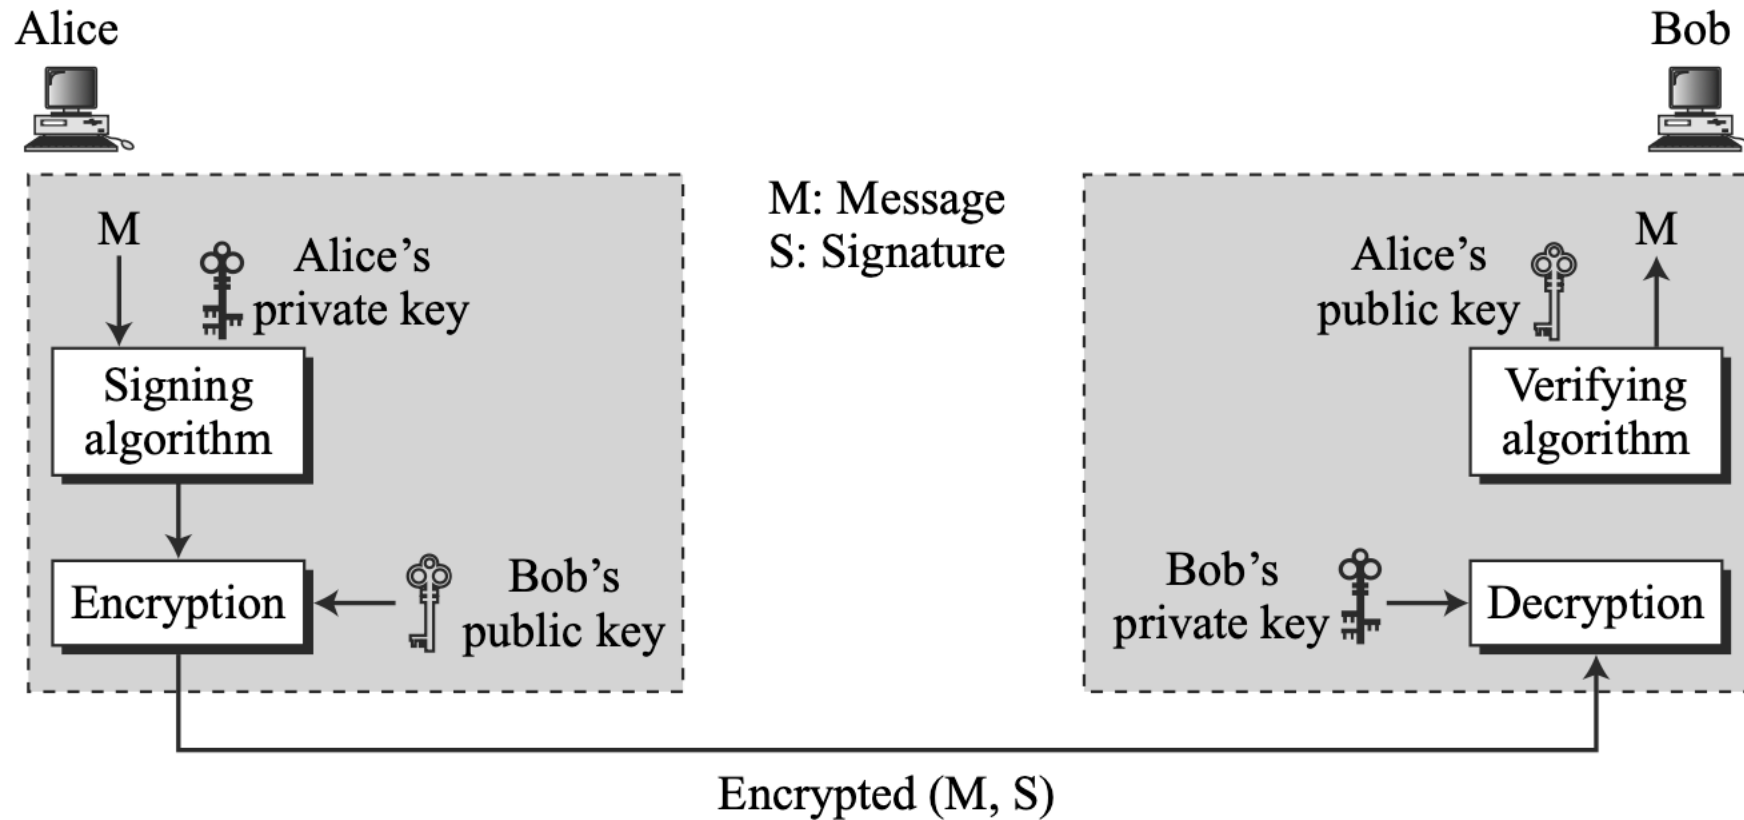 Alice
Bob
M
Alice’s
private key
Signing
algorithm
Encryption
Bob’s
public key
M: Message
S: Signature
Alice’s
public key
M
Verifying
algorithm
Bob’s
private key
Decryption
Encrypted (M, S)